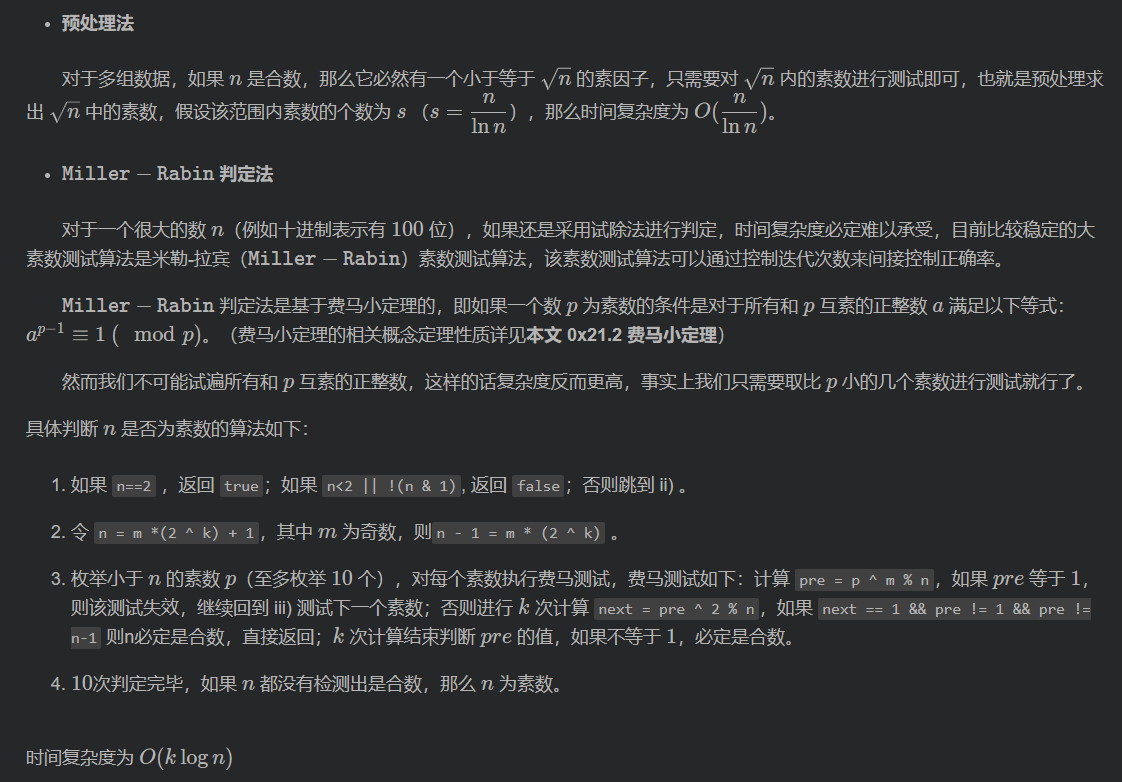 • 预处理法
对于多组数据，如果 n 是合数，那么它必然有一个小于等于 √n 的素因子，只需要对 √n 内的素数进行测试即可，也就是预处理求
出 √n 中的素数，假设该范围内素数的个数为 s （s = n/ln n），那么时间复杂度为 O(n/ln n)。
• Miller − Rabin 判定法
对于一个很大的数 n（例如十进制表示有 100 位），如果还是采用试除法进行判定，时间复杂度必定难以承受，目前比较稳定的大
素数测试算法是米勒-拉宾（Miller − Rabin）素数测试算法，该素数测试算法可以通过控制迭代次数来间接控制正确率。
Miller − Rabin 判定法是基于费马小定理的，即如果一个数 p 为素数的条件是对于所有和 p 互素的正整数 a 满足以下等式：
a^{p−1} ≡ 1 ( mod p)。（费马小定理的相关概念定理性质详见本文 0x21.2 费马小定理）
然而我们不可能试遍所有和 p 互素的正整数，这样的话复杂度反而更高，事实上我们只需要取比 p 小的几个素数进行测试就行了。
具体判断 n 是否为素数的算法如下：
1. 如果 n==2 ，返回 true；如果 n<2 || !(n & 1), 返回 false；否则跳到 ii) 。
2. 令 n = m *(2 ^ k) + 1，其中 m 为奇数，则 n - 1 = m * (2 ^ k) 。
3. 枚举小于 n 的素数 p（至多枚举 10 个），对每个素数执行费马测试，费马测试如下：计算 pre = p ^ m % n，如果 pre 等于 1，
则该测试失效，继续回到 iii) 测试下一个素数；否则进行 k 次计算 next = pre ^ 2 % n，如果 next == 1 && pre != 1 && pre !=
n-1 则n必定是合数，直接返回；k 次计算结束判断 pre 的值，如果不等于 1，必定是合数。
4. 10次判定完毕，如果 n 都没有检测出是合数，那么 n 为素数。
时间复杂度为 O(k log n)